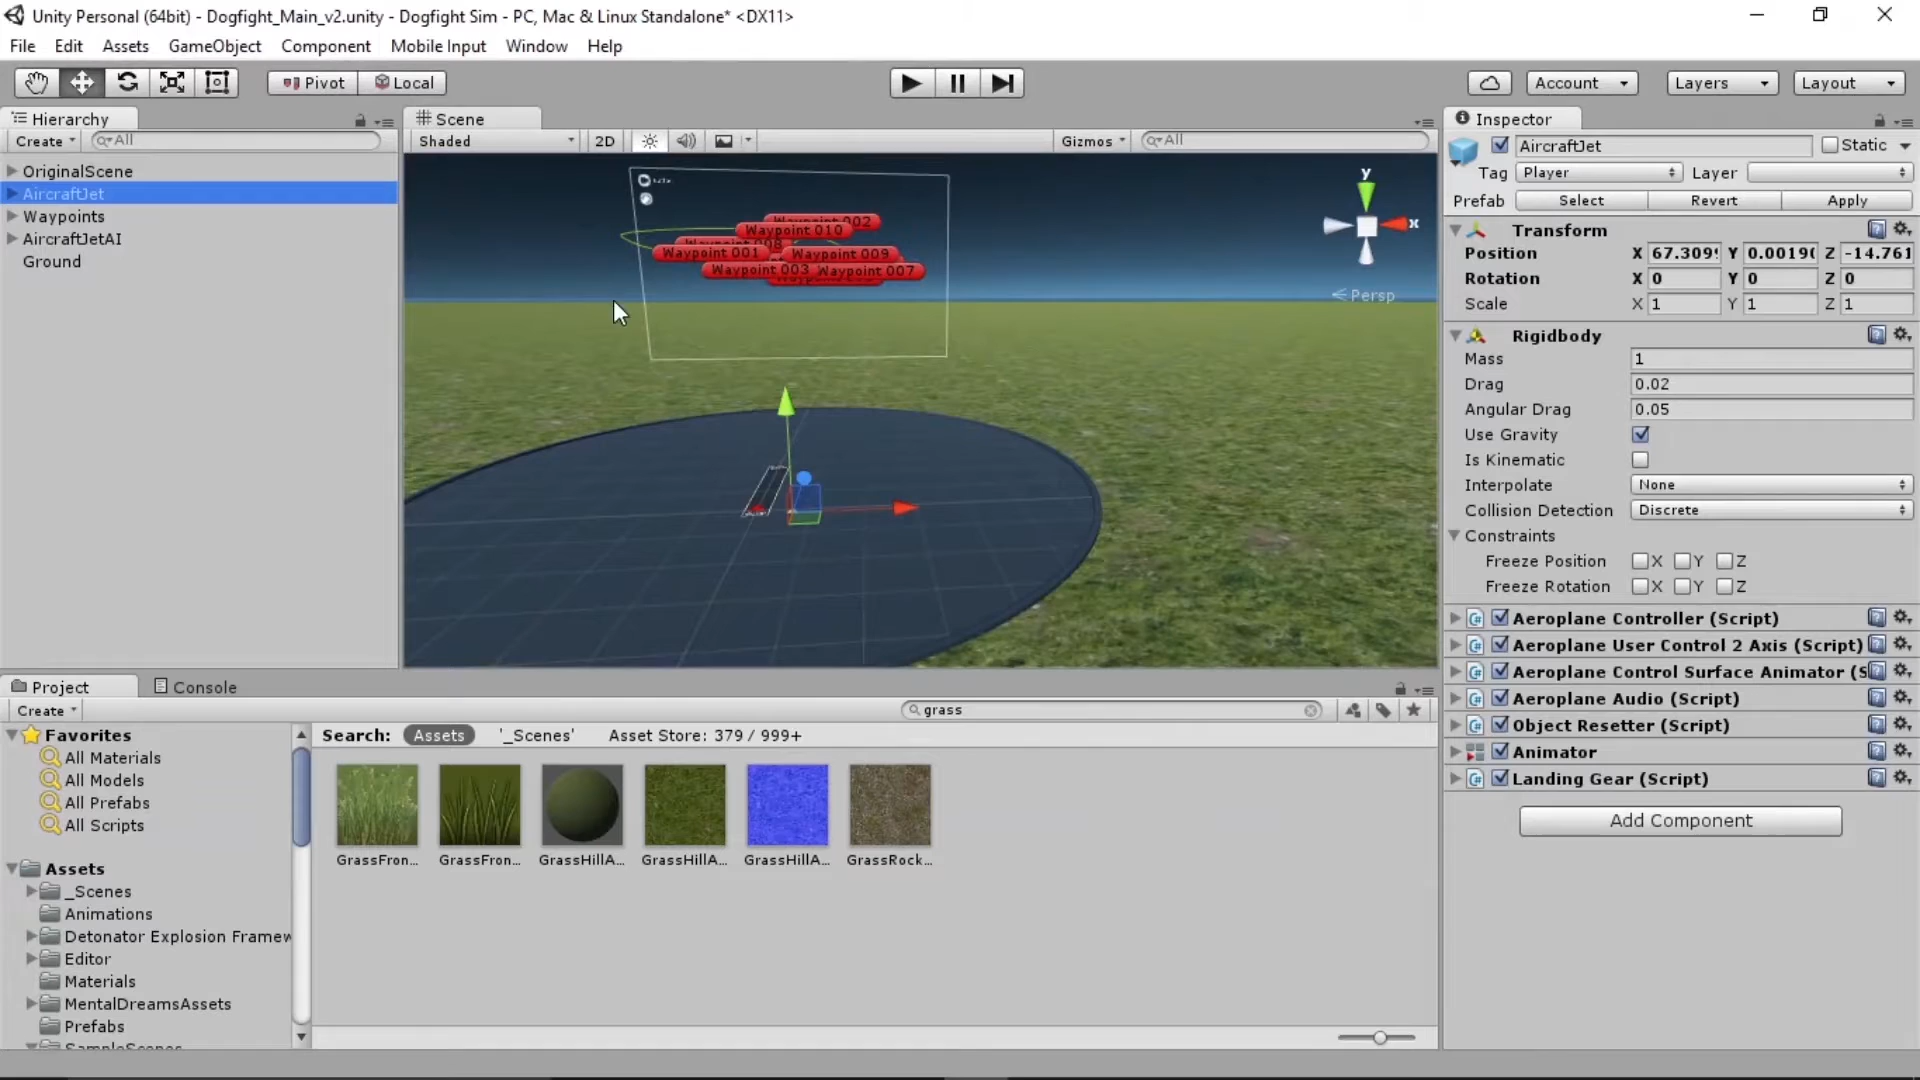 Unity Personal (64bit) - Dogfight_Main_v2.unity - Dogfight Sim - PC, Mac & Linux Standalone* <DX11>
File Edit Assets GameObject Component Mobile Input Window Help
Pivot Local Account Layers Layout
Hierarchy
Create All
OriginalScene
AircraftJet
Waypoints
AircraftJetAI
Ground
Scene
Shaded 2D Gizmos All
Waypoint 002
Waypoint 010
Waypoint 008
Waypoint 001 Waypoint 009
Waypoint 003 Waypoint 007
y
x
Persp
Inspector
AircraftJet Static
Tag Player Layer
Prefab Select Revert Apply
Transform
Position X 67.309 Y 0.0019 Z -14.761
Rotation X 0 Y 0 Z 0
Scale X 1 Y 1 Z 1
Rigidbody
Mass 1
Drag 0.02
Angular Drag 0.05
Use Gravity
Is Kinematic
Interpolate None
Collision Detection Discrete
Constraints
Freeze Position X Y Z
Freeze Rotation X Y Z
Aeroplane Controller (Script)
Aeroplane User Control 2 Axis (Script)
Aeroplane Control Surface Animator (S
Aeroplane Audio (Script)
Object Resetter (Script)
Animator
Landing Gear (Script)
Add Component
Project Console
Create grass
Favorites
All Materials
All Models
All Prefabs
All Scripts
Assets
_Scenes
Animations
Detonator Explosion Framew
Editor
Materials
MentalDreamsAssets
Prefabs
SampleScenes
Search: Assets '_Scenes' Asset Store: 379 / 999+
GrassFron... GrassFron... GrassHillA... GrassHillA... GrassHillA... GrassRock...